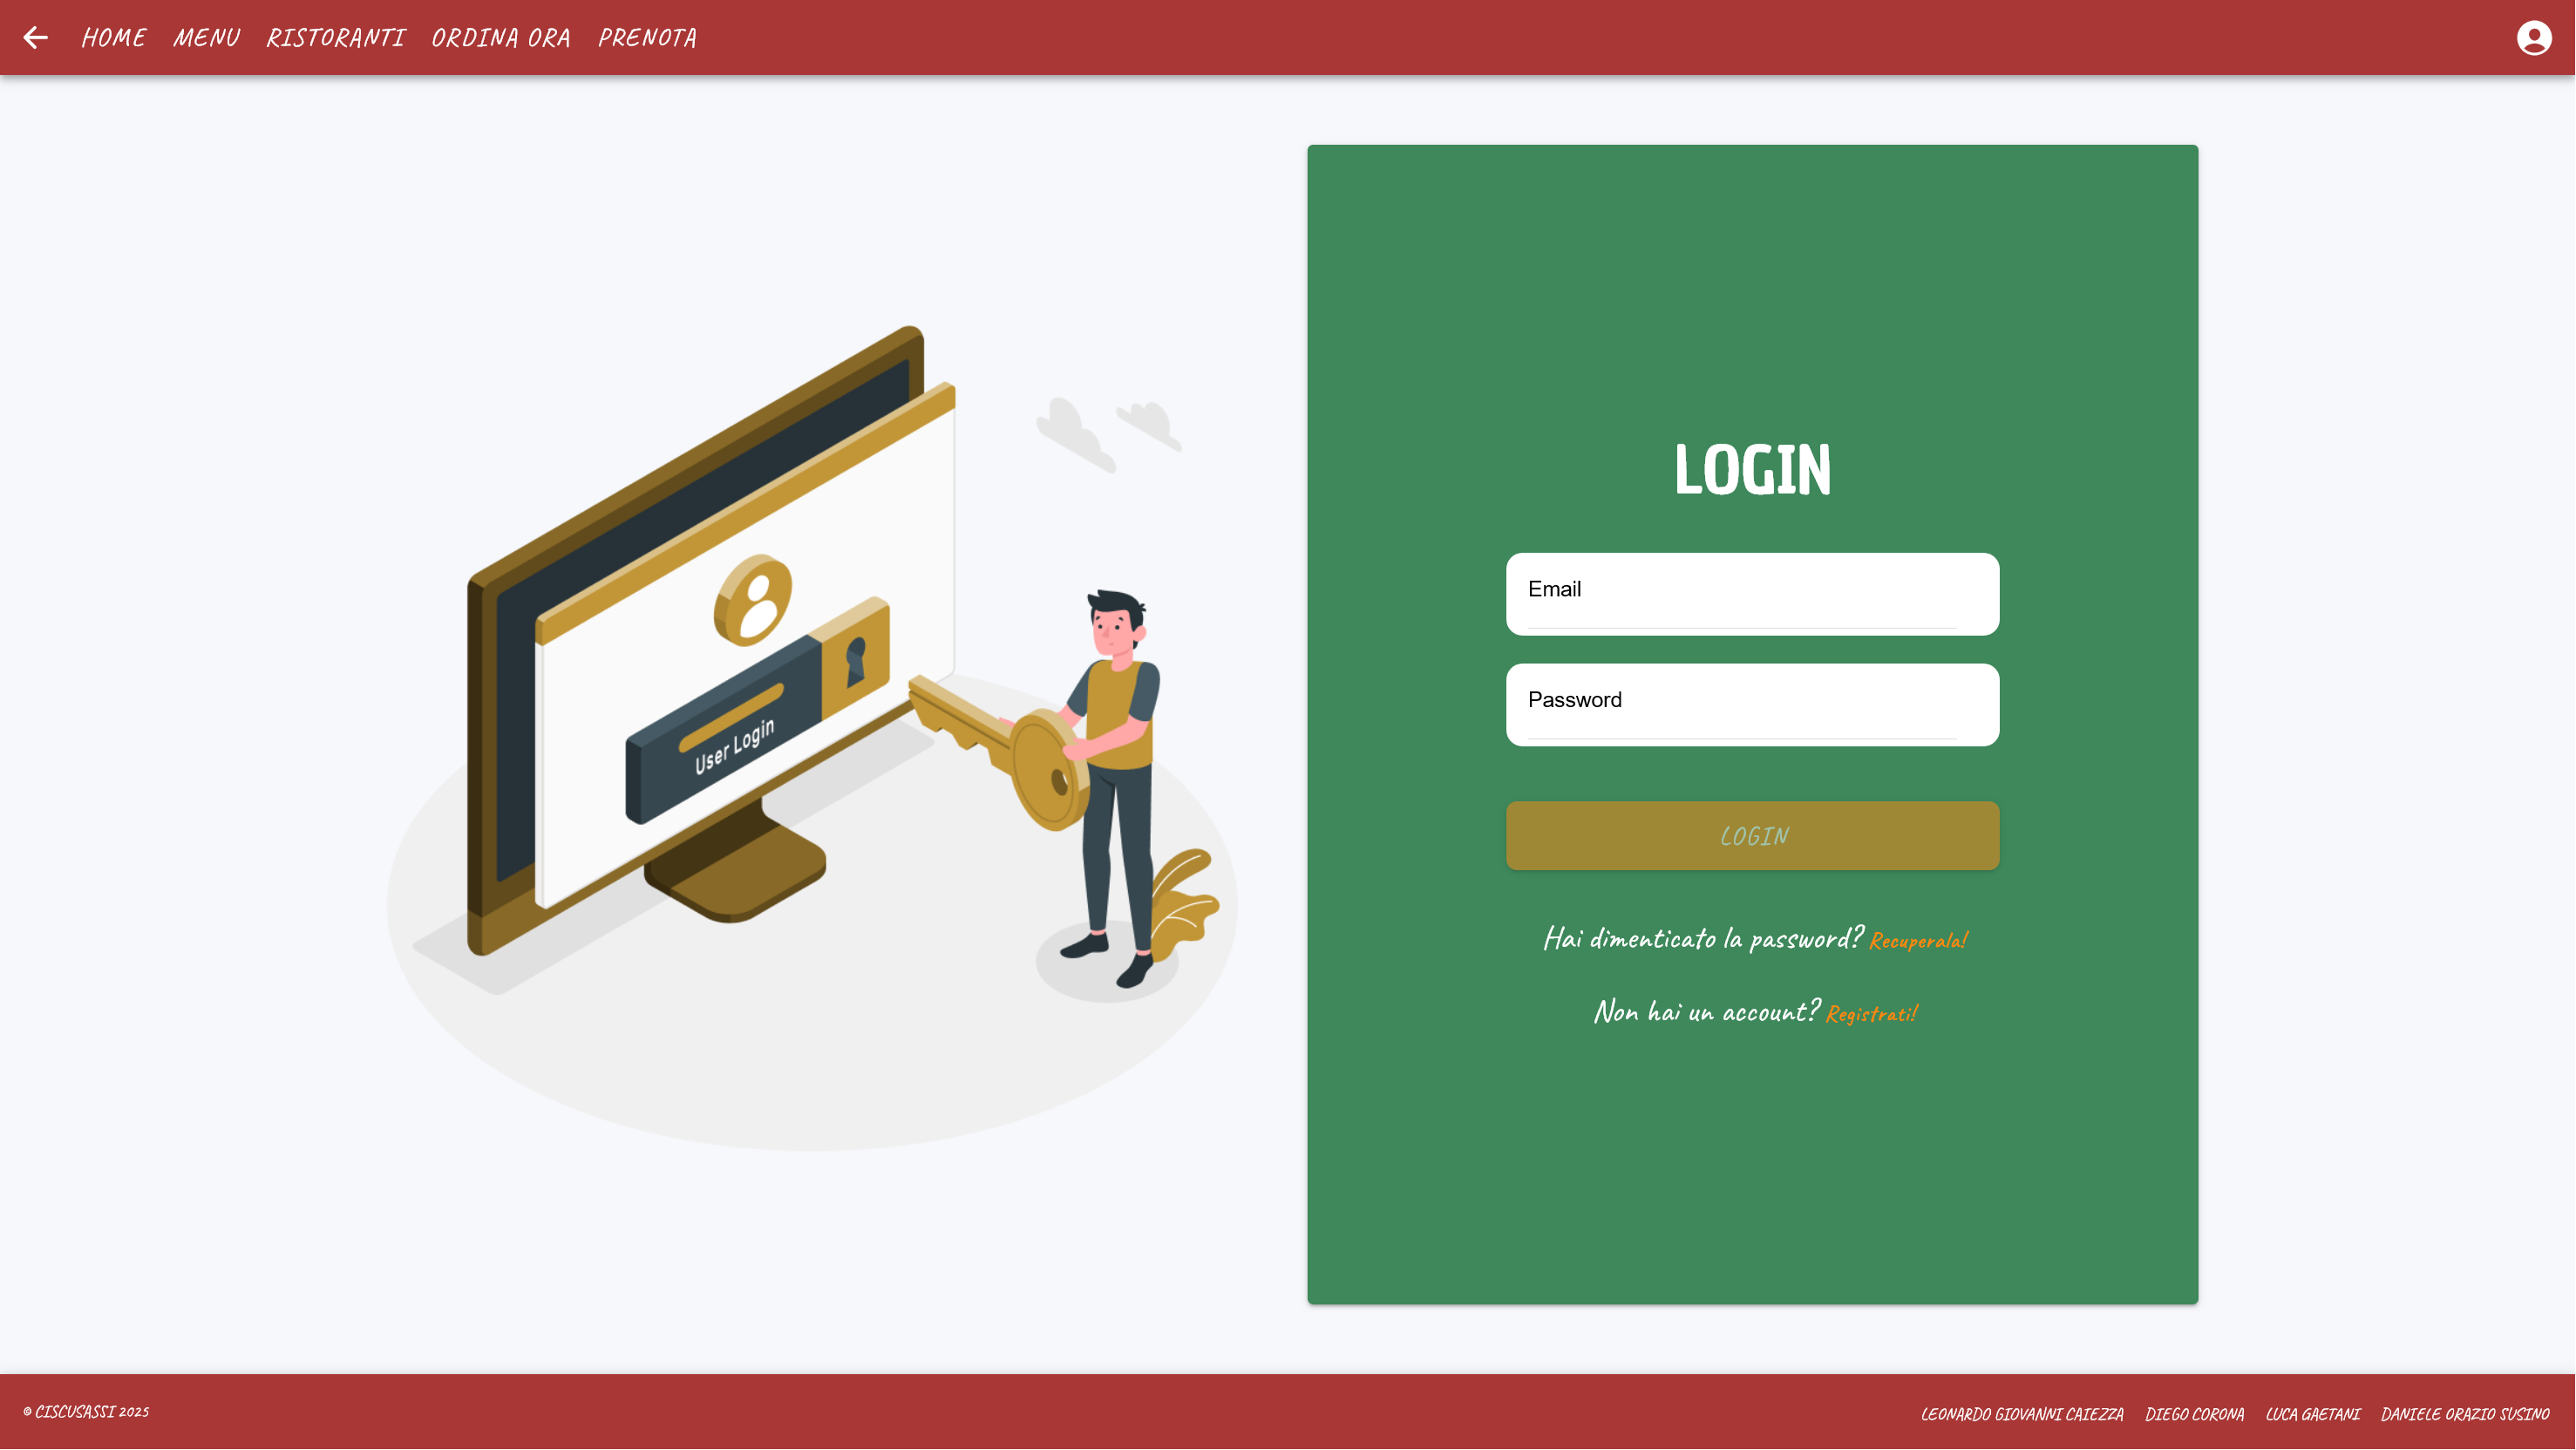 HOME MENU RISTORANTI ORDINA ORA PRENOTA
User Login
LOGIN
Email
Password
LOGIN
Hai dimenticato la password? Recuperala!
Non hai un account? Registrati!
© CISCUSASSI 2025
LEONARDO GIOVANNI CAIEZZA DIEGO CORONA LUCA GAETANI DANIELE ORAZIO SUSINO